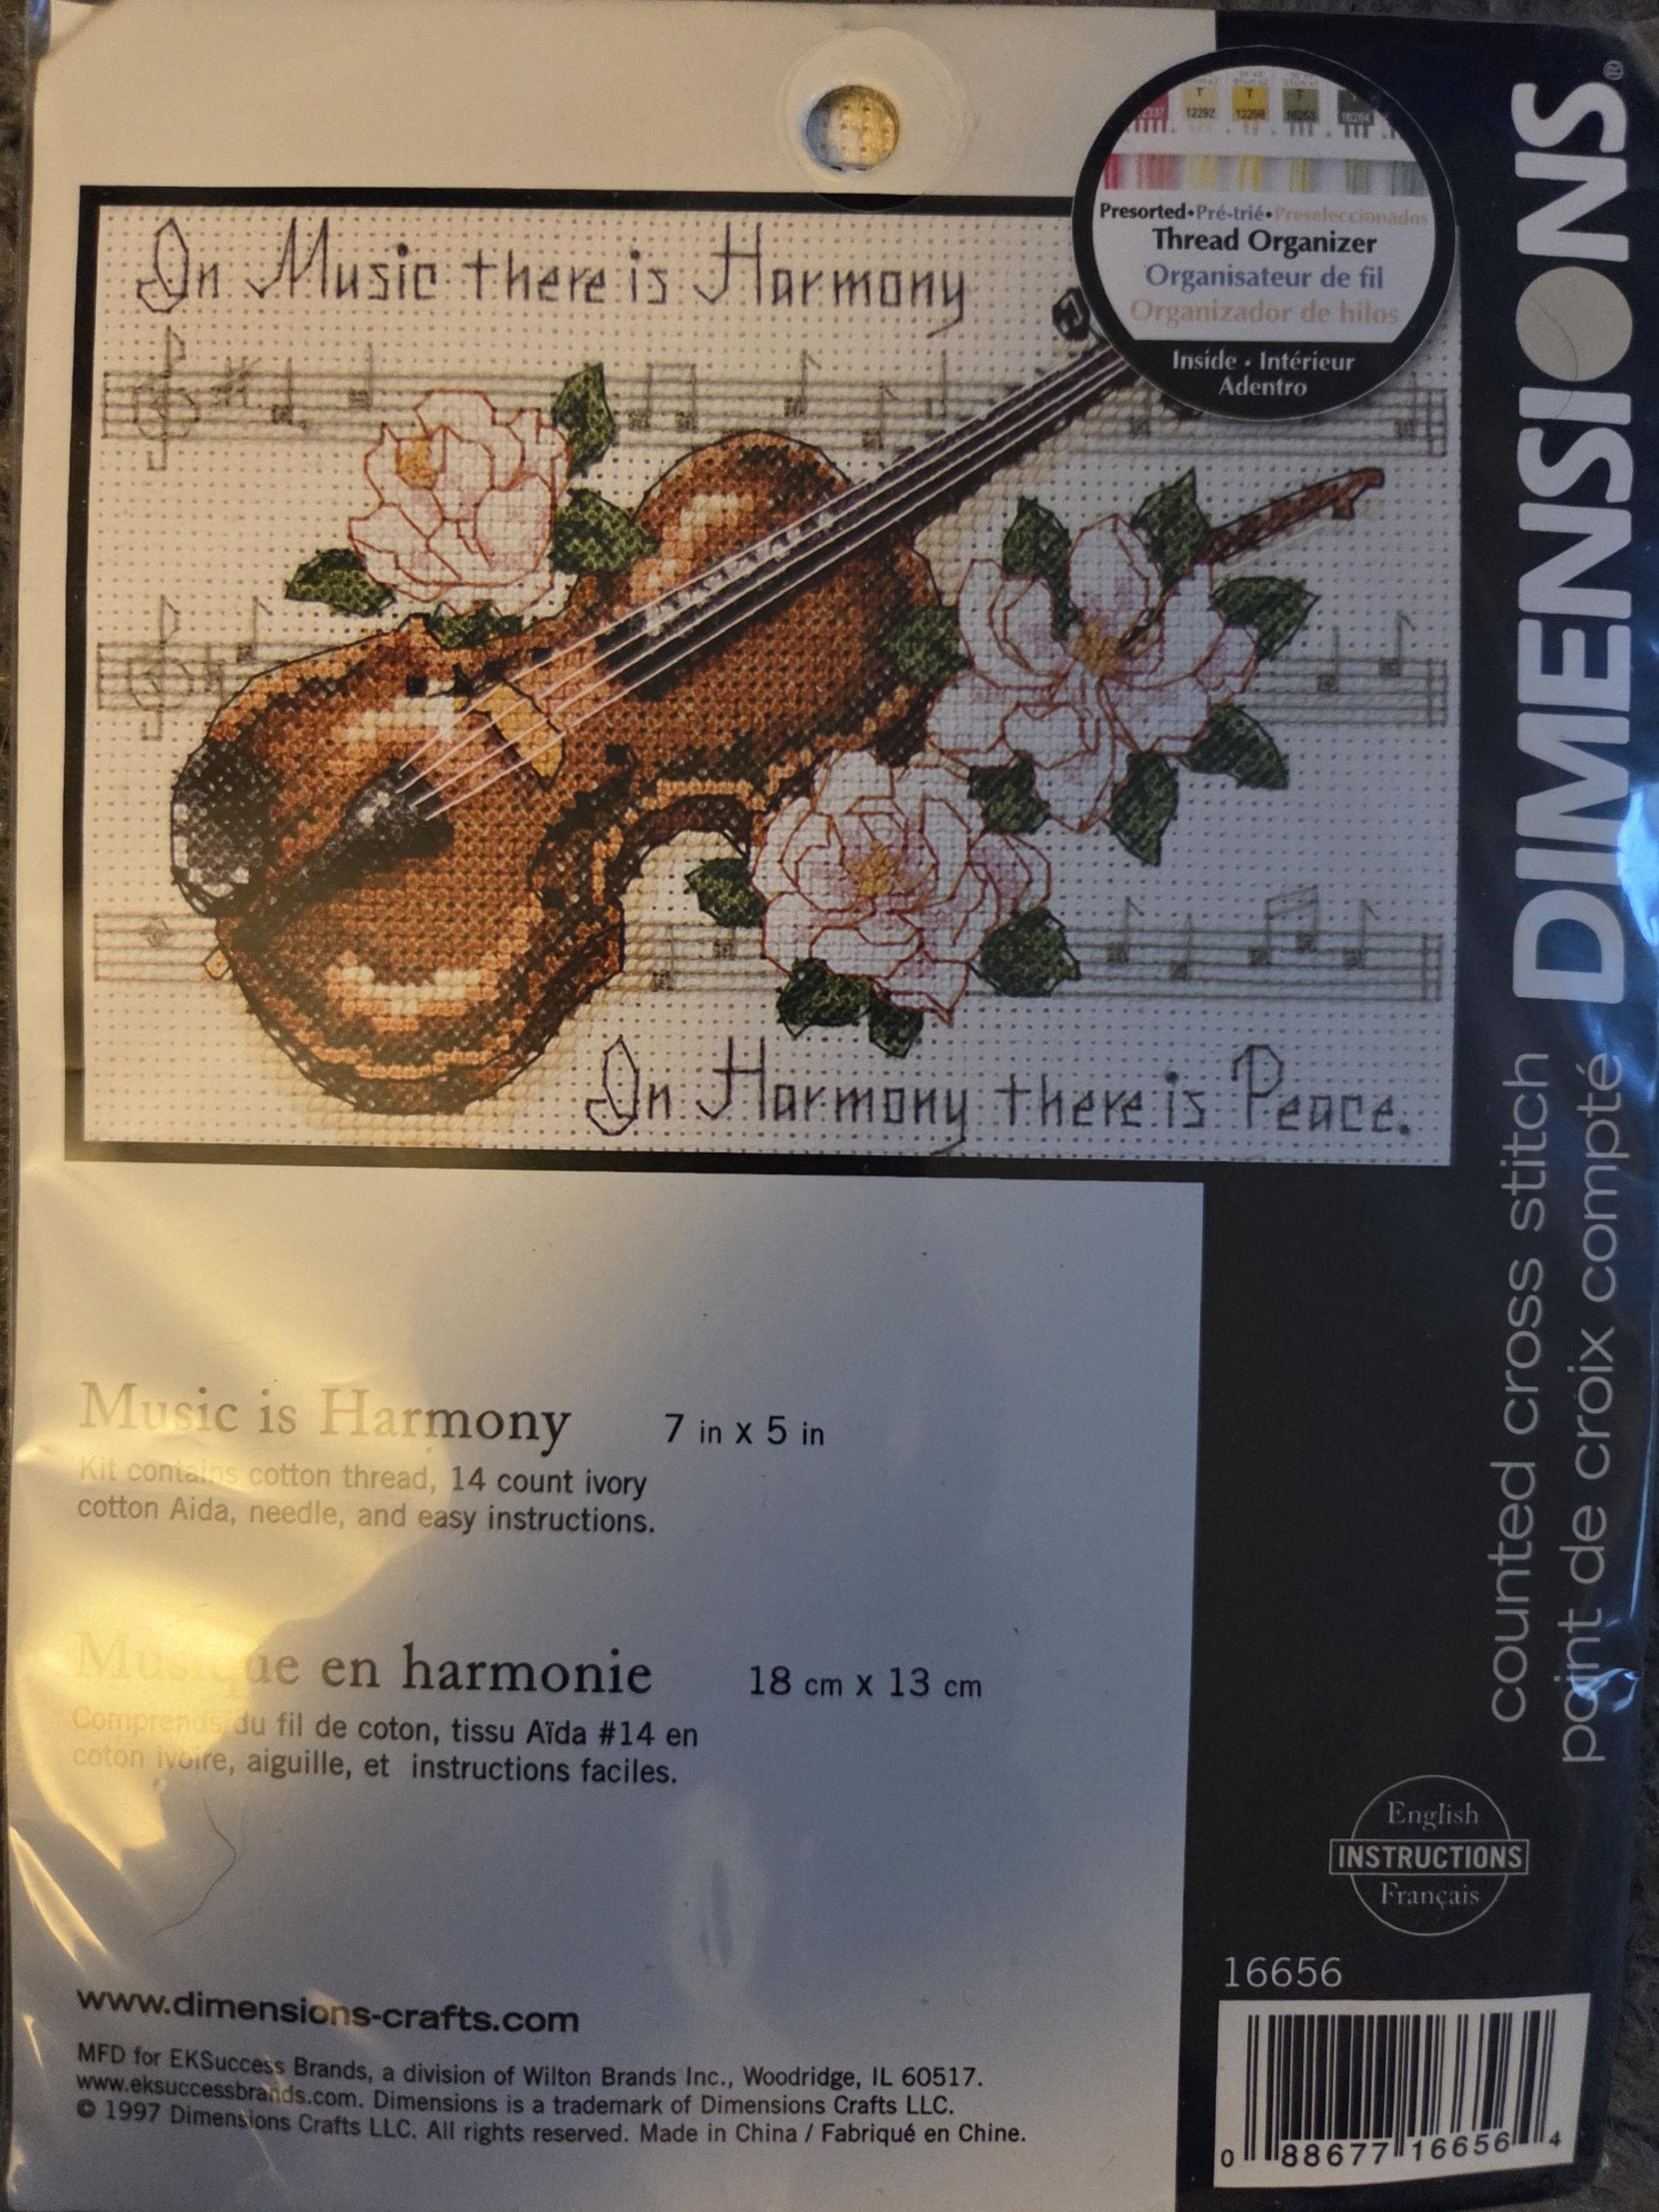 In Music there is Harmony
T
T
T
12292
12298
16264
Presorted•Pré-trié•Preseleccionados
Thread Organizer
Organisateur de fil
Organizador de hilos
Inside • Intérieur
Adentro
DIMENSIONS®
counted cross stitch
point de croix compté
In Harmony there is Peace.
Music is Harmony 7 in x 5 in
Kit contains cotton thread, 14 count ivory
cotton Aida, needle, and easy instructions.
Musique en harmonie 18 cm x 13 cm
Comprends du fil de coton, tissu Aïda #14 en
coton ivoire, aiguille, et instructions faciles.
English
INSTRUCTIONS
Français
16656
www.dimensions-crafts.com
MFD for EKSuccess Brands, a division of Wilton Brands Inc., Woodridge, IL 60517.
www.eksuccessbrands.com. Dimensions is a trademark of Dimensions Crafts LLC.
© 1997 Dimensions Crafts LLC. All rights reserved. Made in China / Fabriqué en Chine.
0 88677 16656 4